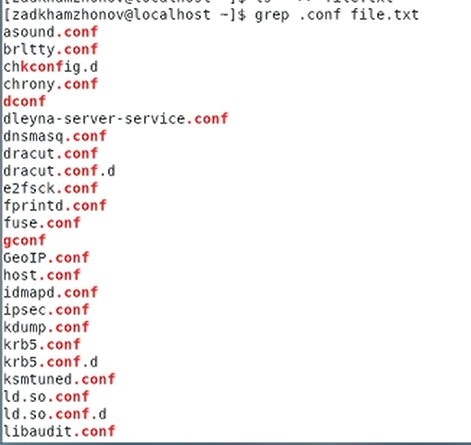 [zadkhamzhonov@localhost ~]$ grep .conf file.txt
asound.conf
brltty.conf
chkconfig.d
chrony.conf
dconf
dleyna-server-service.conf
dnsmasq.conf
dracut.conf
dracut.conf.d
e2fsck.conf
fprintd.conf
fuse.conf
gconf
GeoIP.conf
host.conf
idmapd.conf
ipsec.conf
kdump.conf
krb5.conf
krb5.conf.d
ksmtuned.conf
ld.so.conf
ld.so.conf.d
libaudit.conf